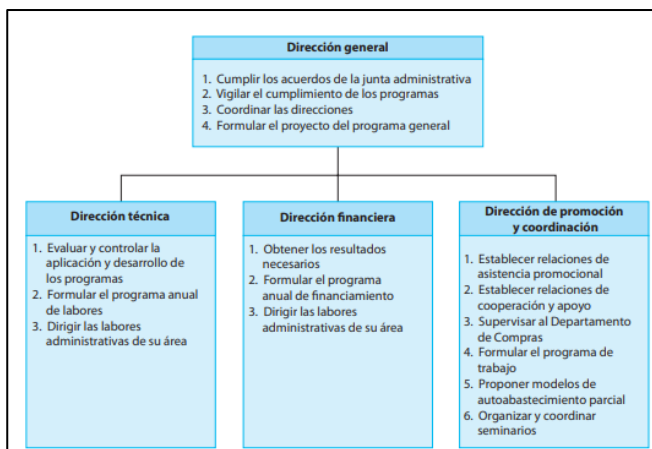 Dirección general
1. Cumplir los acuerdos de la junta administrativa
2. Vigilar el cumplimiento de los programas
3. Coordinar las direcciones
4. Formular el proyecto del programa general
Dirección técnica
1. Evaluar y controlar la
aplicación y desarrollo de
los programas
2. Formular el programa anual
de labores
3. Dirigir las labores
administrativas de su área
Dirección financiera
1. Obtener los resultados
necesarios
2. Formular el programa
anual de financiamiento
3. Dirigir las labores
administrativas de su área
Dirección de promoción
y coordinación
1. Establecer relaciones de
asistencia promocional
2. Establecer relaciones de
cooperación y apoyo
3. Supervisar al Departamento
de Compras
4. Formular el programa de
trabajo
5. Proponer modelos de
autoabastecimiento parcial
6. Organizar y coordinar
seminarios